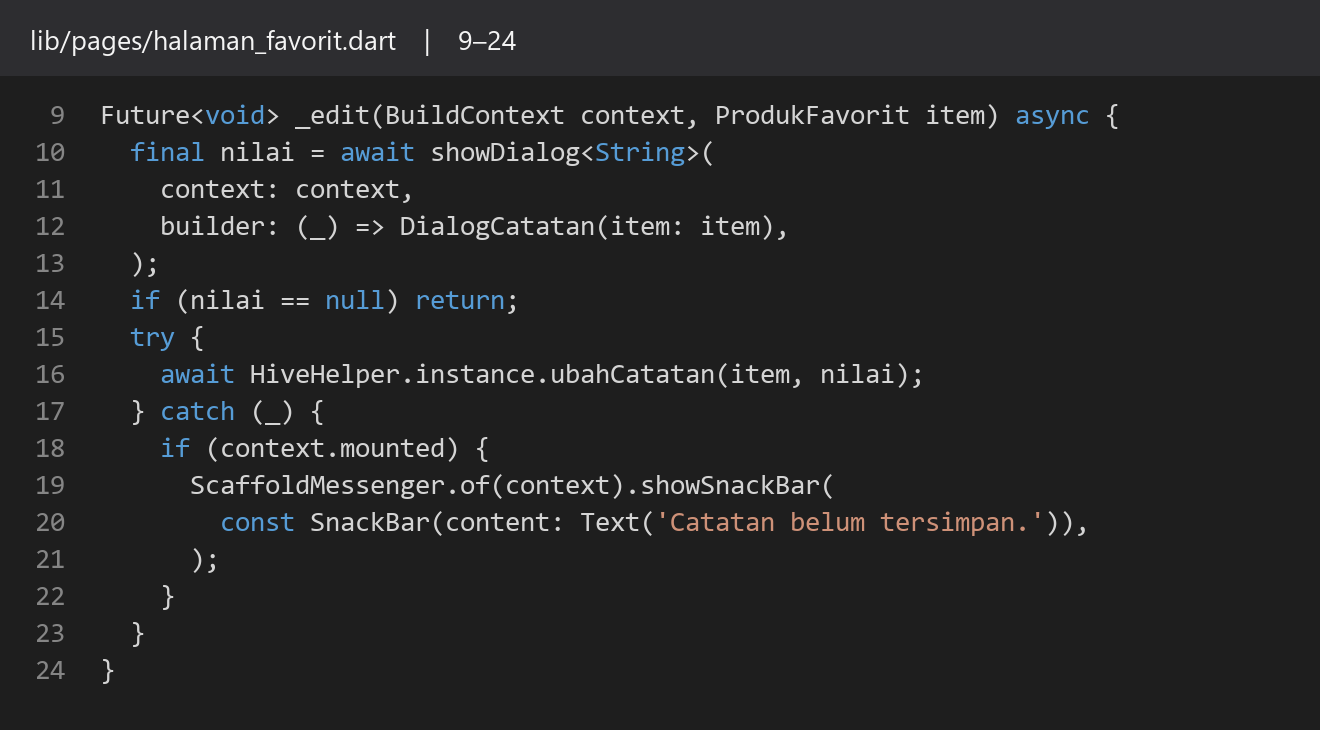 lib/pages/halaman_favorit.dart | 9–24
9 Future<void> _edit(BuildContext context, ProdukFavorit item) async {
10   final nilai = await showDialog<String>(
11     context: context,
12     builder: (_) => DialogCatatan(item: item),
13   );
14   if (nilai == null) return;
15   try {
16     await HiveHelper.instance.ubahCatatan(item, nilai);
17   } catch (_) {
18     if (context.mounted) {
19       ScaffoldMessenger.of(context).showSnackBar(
20         const SnackBar(content: Text('Catatan belum tersimpan.')),
21       );
22     }
23   }
24 }